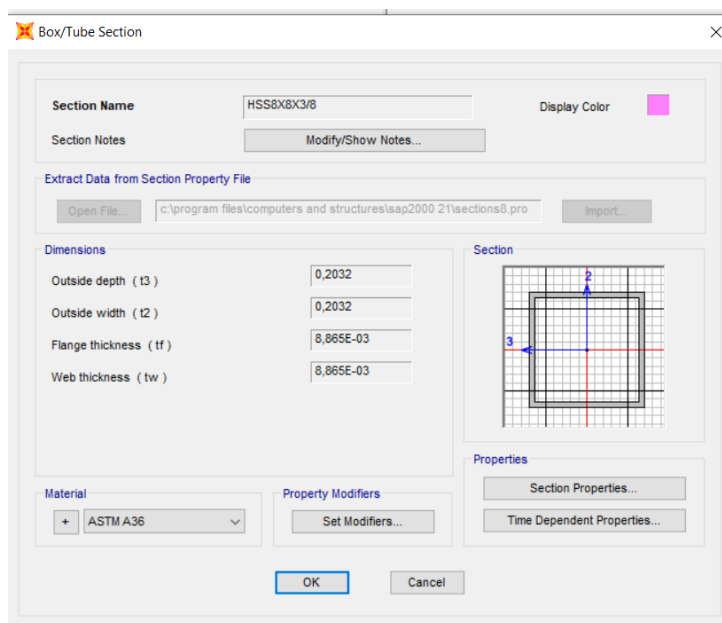 Box/Tube Section
Section Name HSS8X8X3/8 Display Color
Section Notes Modify/Show Notes...
Extract Data from Section Property File
Open File... c:\program files\computers and structures\sap2000 21\sections8.pro Import...
Dimensions
Outside depth ( t3 ) 0,2032
Outside width ( t2 ) 0,2032
Flange thickness ( tf ) 8,865E-03
Web thickness ( tw ) 8,865E-03
Section
2
3
Material
+ ASTM A36
Property Modifiers
Set Modifiers...
Properties
Section Properties...
Time Dependent Properties...
OK Cancel